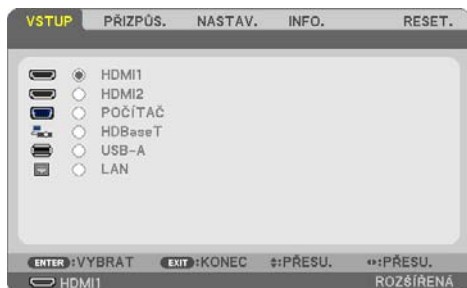 VSTUP PŘIZPŮS. NASTAV. INFO. RESET.
HDMI1
HDMI2
POČÍTAČ
HDBaseT
USB-A
LAN
ENTER:VYBRAT EXIT:KONEC :PŘESU. :PŘESU.
HDMI1 ROZŠÍŘENÁ